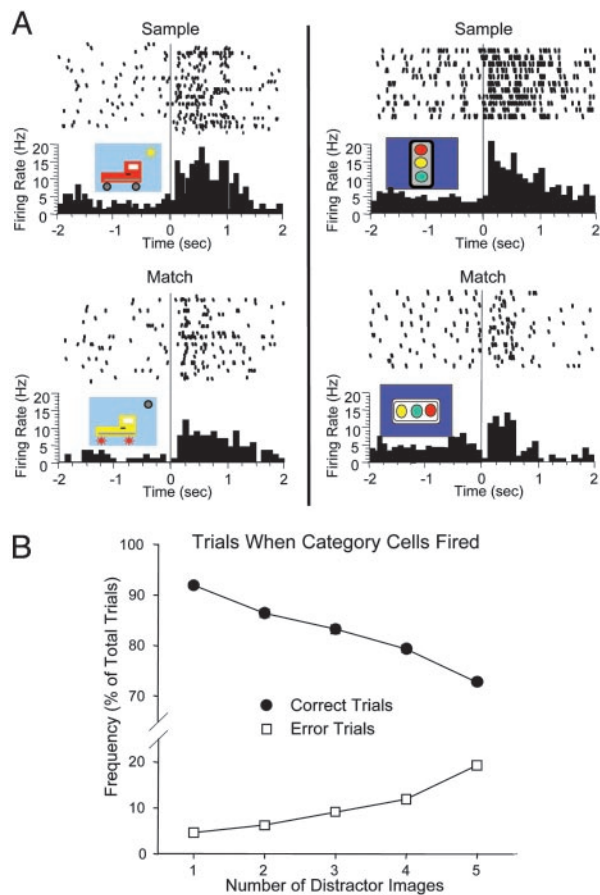 A
Sample
Sample
Firing Rate (Hz)
20
15
10
5
0
-2 -1 0 1 2
Time (sec)
Firing Rate (Hz)
20
15
10
5
0
-2 -1 0 1 2
Time (sec)
Match
Match
Firing Rate (Hz)
20
15
10
5
0
-2 -1 0 1 2
Time (sec)
Firing Rate (Hz)
20
15
10
5
0
-2 -1 0 1 2
Time (sec)
B
Trials When Category Cells Fired
Frequency (% of Total Trials)
100
90
80
70
20
10
0
Correct Trials
Error Trials
1 2 3 4 5
Number of Distractor Images